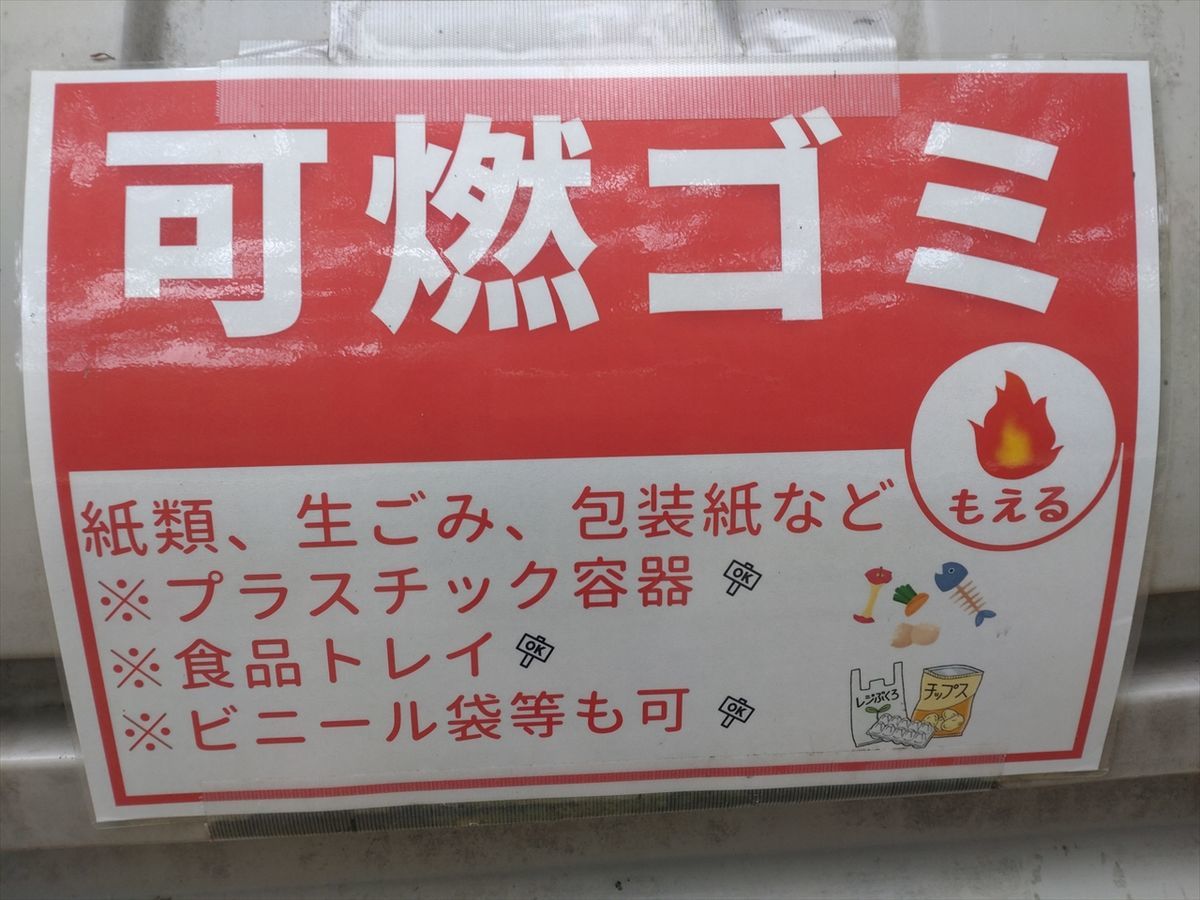 可燃ゴミ
もえる
紙類、生ごみ、包装紙など
※プラスチック容器 OK
※食品トレイ OK
※ビニール袋等も可 OK
レジぶくろ
チップス